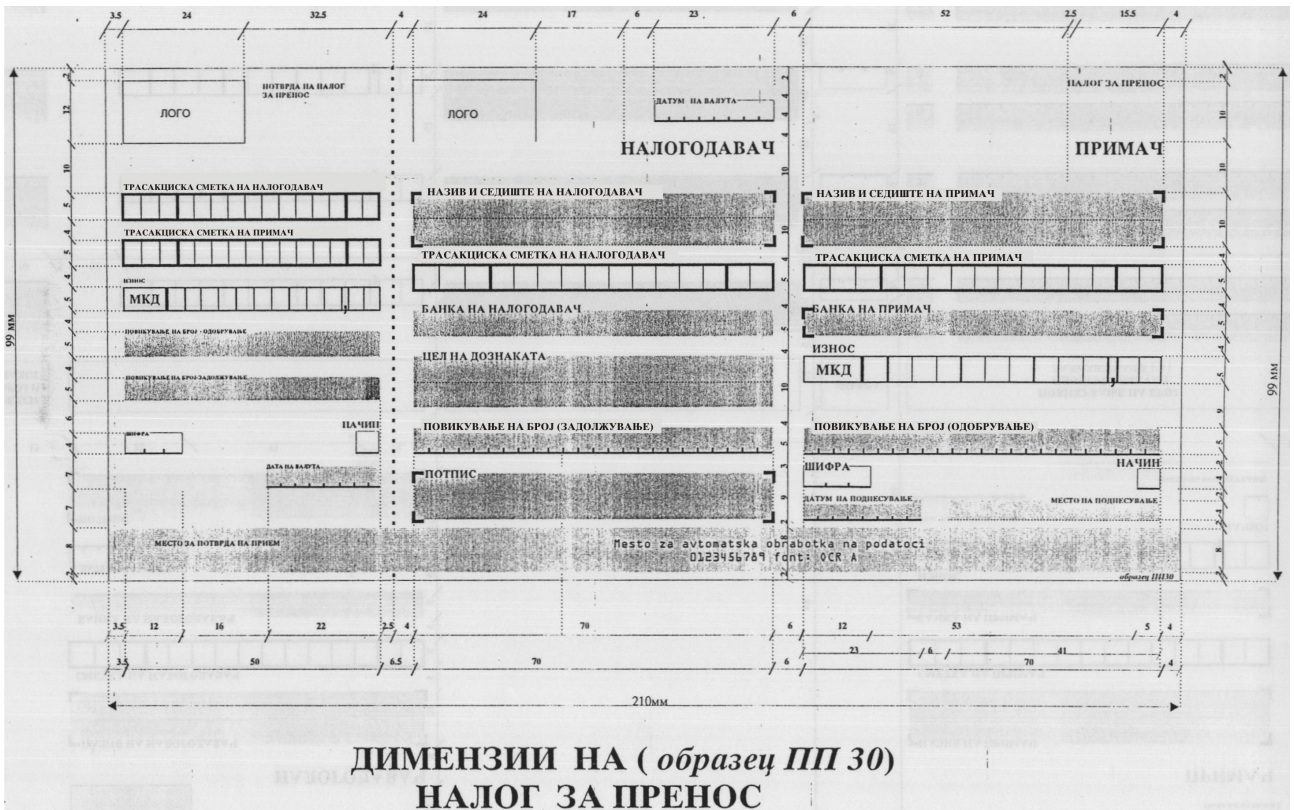 3.5 24 32.5 4 24 17 6 23 6 52 2.5 15.5 4
ПОТВРДА НА НАЛОГ
ЗА ПРЕНОС
ЛОГО
ЛОГО
ДАТУМ НА ВАЛУТА
НАЛОГ ЗА ПРЕНОС
НАЛОГОДАВАЧ
ПРИМАЧ
ТРАСАКЦИСКА СМЕТКА НА НАЛОГОДАВАЧ
ТРАСАКЦИСКА СМЕТКА НА ПРИМАЧ
ИЗНОС
МКД ,
ПОВИКУВАЊЕ НА БРОЈ - ОДОБРУВАЊЕ
ПОВИКУВАЊЕ НА БРОЈ-ЗАДОЛЖУВАЊЕ
НАЧИН
ШИФРА
ДАТА НА ВАЛУТА
МЕСТО ЗА ПОТВРДА НА ПРИЕМ
НАЗИВ И СЕДИШТЕ НА НАЛОГОДАВАЧ
ТРАСАКЦИСКА СМЕТКА НА НАЛОГОДАВАЧ
БАНКА НА НАЛОГОДАВАЧ
ЦЕЛ НА ДОЗНАКАТА
ПОВИКУВАЊЕ НА БРОЈ (ЗАДОЛЖУВАЊЕ)
ПОТПИС
НАЗИВ И СЕДИШТЕ НА ПРИМАЧ
ТРАСАКЦИСКА СМЕТКА НА ПРИМАЧ
БАНКА НА ПРИМАЧ
ИЗНОС
МКД ,
ПОВИКУВАЊЕ НА БРОЈ (ОДОБРУВАЊЕ)
ШИФРА
НАЧИН
ДАТУМ НА ПОДНЕСУВАЊЕ
МЕСТО НА ПОДНЕСУВАЊЕ
Mesto za avtomatska obrabotka na podatoci
0123456789 font: OCR A
образец ПП30
99 мм
99 мм
3.5 12 16 22 2.5 4 70 6 12 53 5 4
23 6 41
3.5 50 6.5 70 6 70 4
210мм
ДИМЕНЗИИ НА ( образец ПП 30)
НАЛОГ ЗА ПРЕНОС